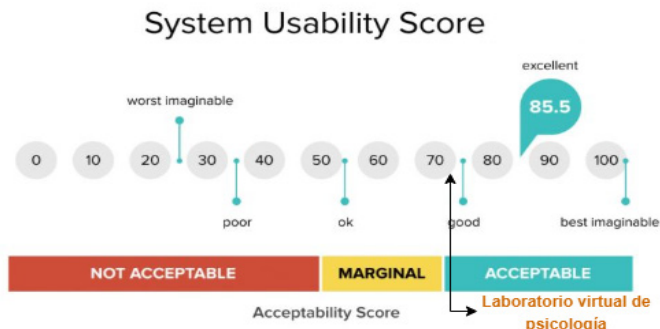 System Usability Score
excellent
85.5
worst imaginable
0 10 20 30 40 50 60 70 80 90 100
poor ok good best imaginable
NOT ACCEPTABLE MARGINAL ACCEPTABLE
Acceptability Score
Laboratorio virtual de
psicología